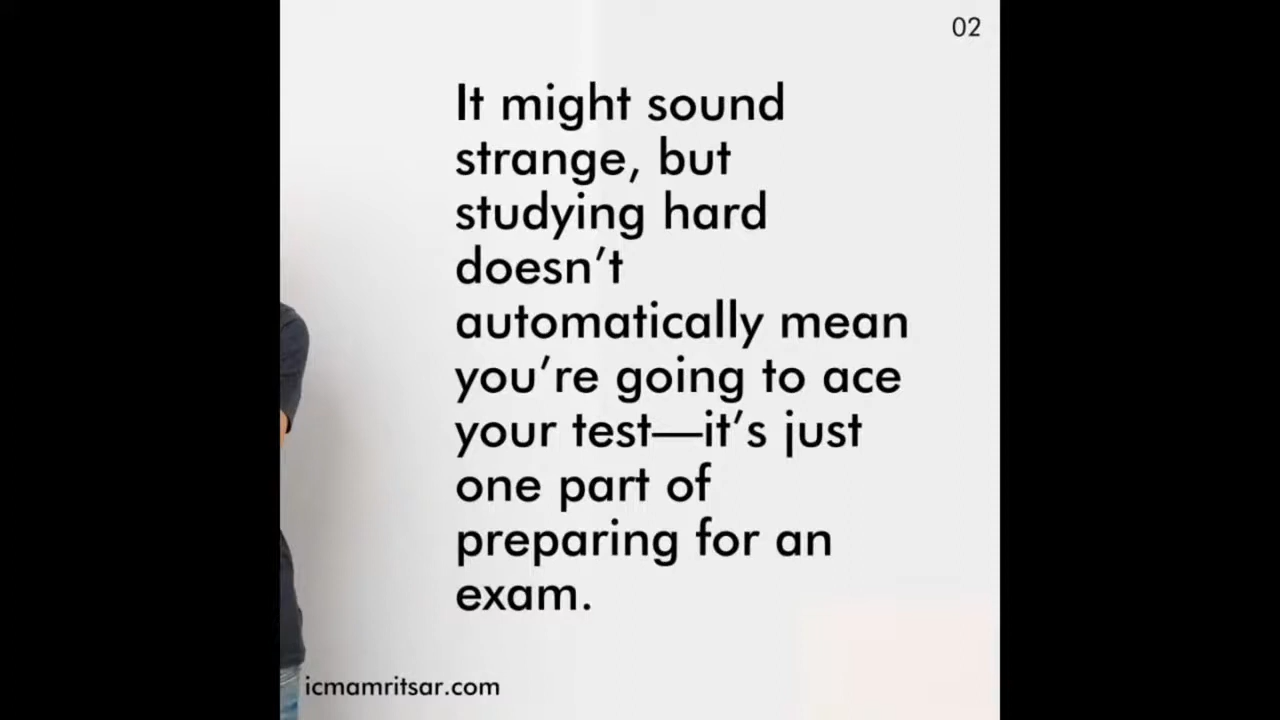 02
It might sound
strange, but
studying hard
doesn’t
automatically mean
you’re going to ace
your test—it’s just
one part of
preparing for an
exam.
icmamritsar.com